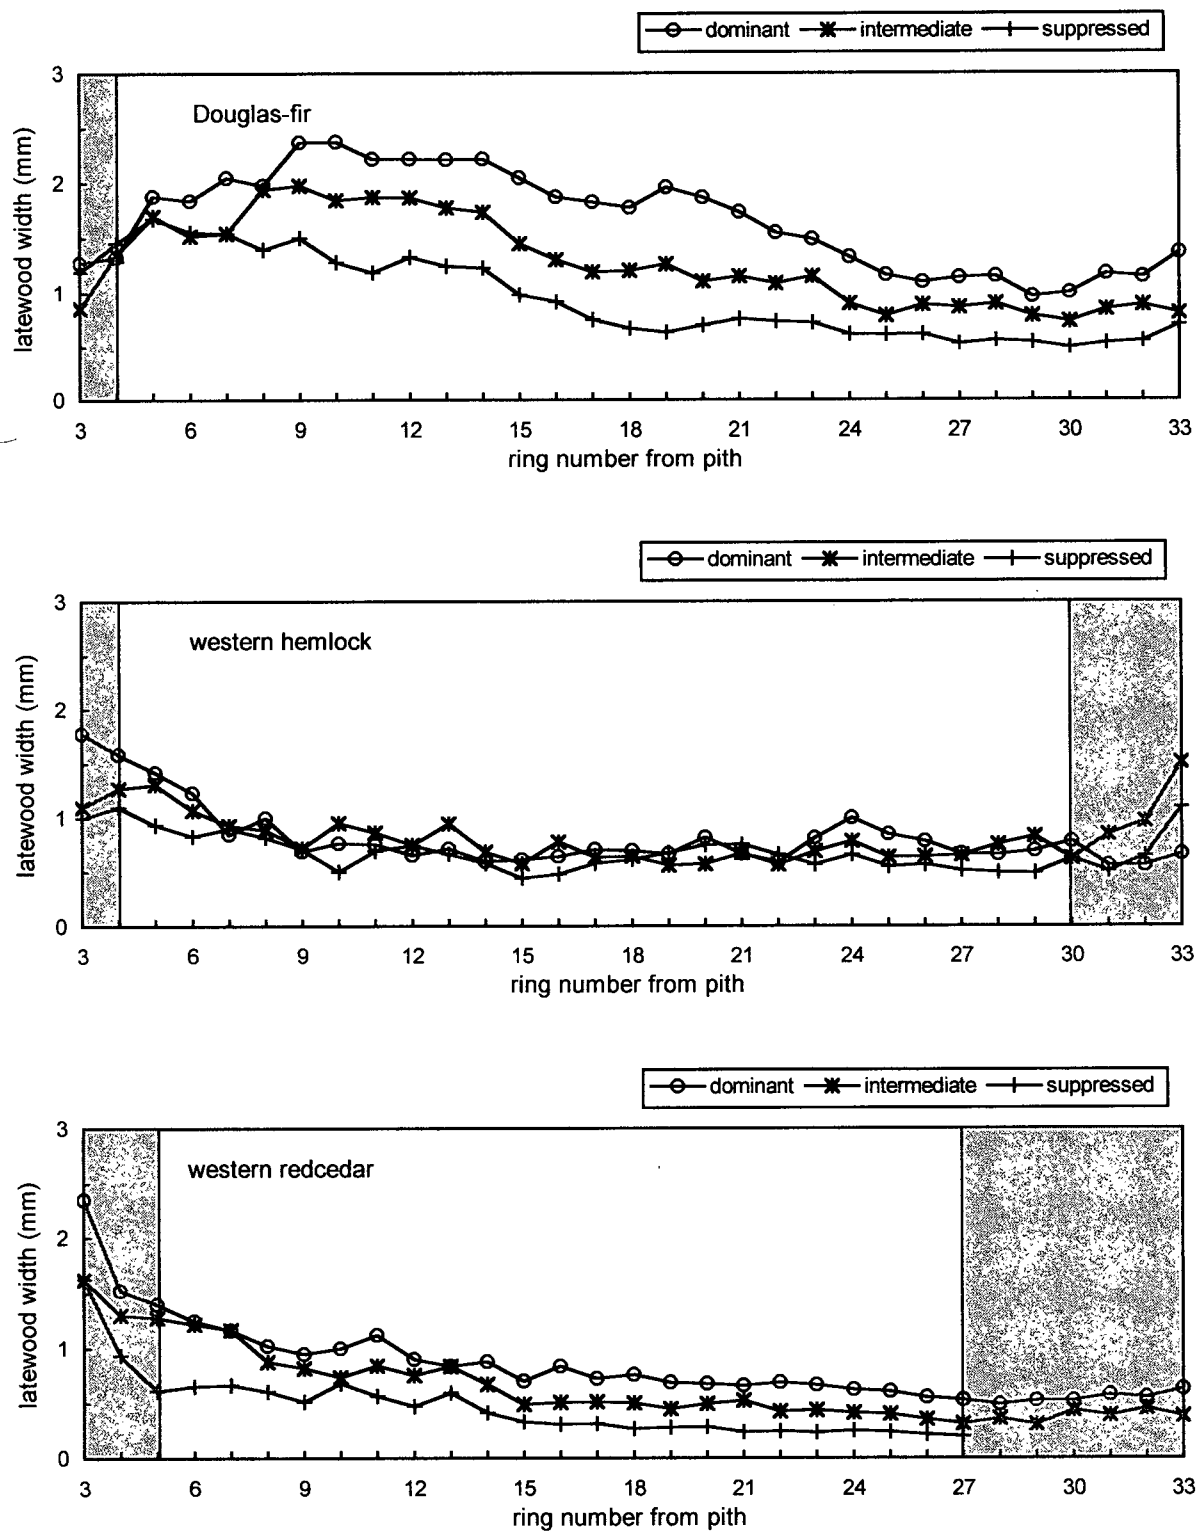 dominant intermediate suppressed
3
Douglas-fir
2
1
0
latewood width (mm)
3 6 9 12 15 18 21 24 27 30 33
ring number from pith
dominant intermediate suppressed
3
western hemlock
2
1
0
latewood width (mm)
3 6 9 12 15 18 21 24 27 30 33
ring number from pith
dominant intermediate suppressed
3
western redcedar
2
1
0
latewood width (mm)
3 6 9 12 15 18 21 24 27 30 33
ring number from pith